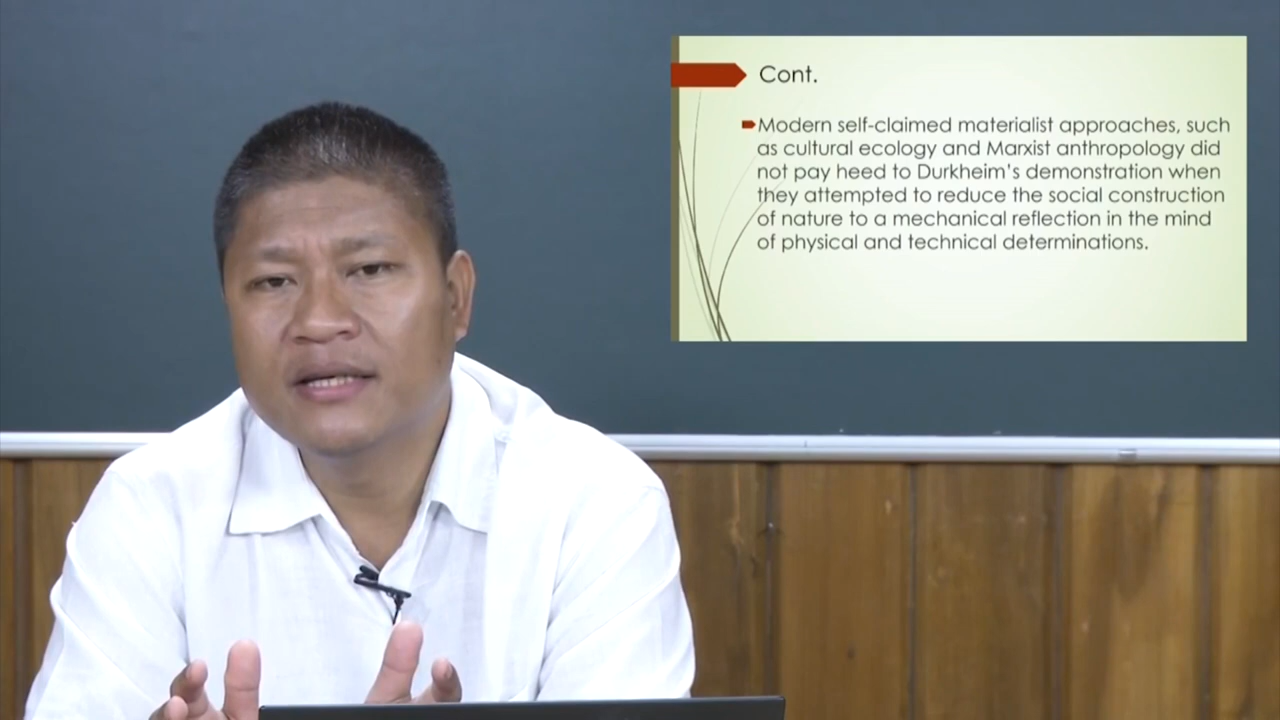 Cont.
Modern self-claimed materialist approaches, such
as cultural ecology and Marxist anthropology did
not pay heed to Durkheim's demonstration when
they attempted to reduce the social construction
of nature to a mechanical reflection in the mind
of physical and technical determinations.